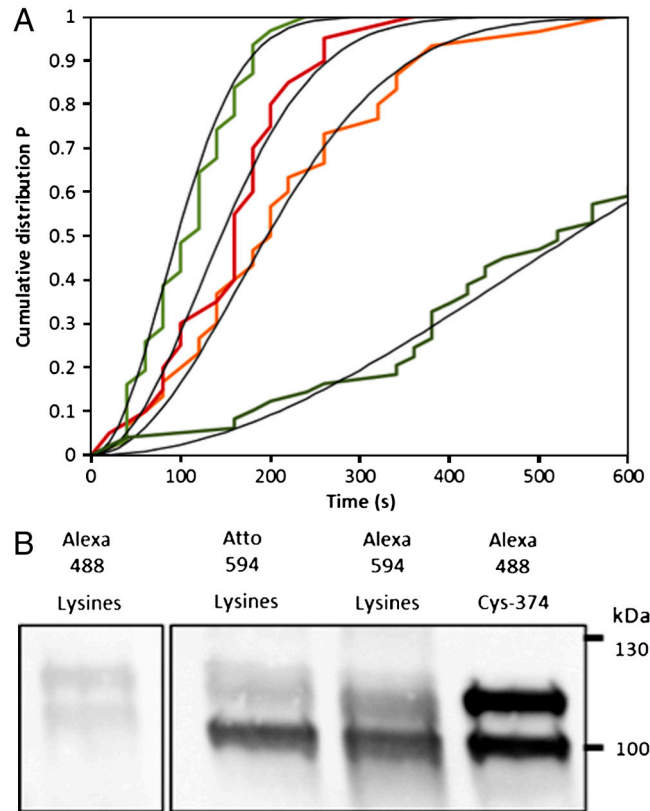 A
Cumulative distribution P
1
0.9
0.8
0.7
0.6
0.5
0.4
0.3
0.2
0.1
0
0 100 200 300 400 500 600
Time (s)
B
Alexa 488 Lysines
Atto 594 Lysines
Alexa 594 Lysines
Alexa 488 Cys-374
kDa
130
100